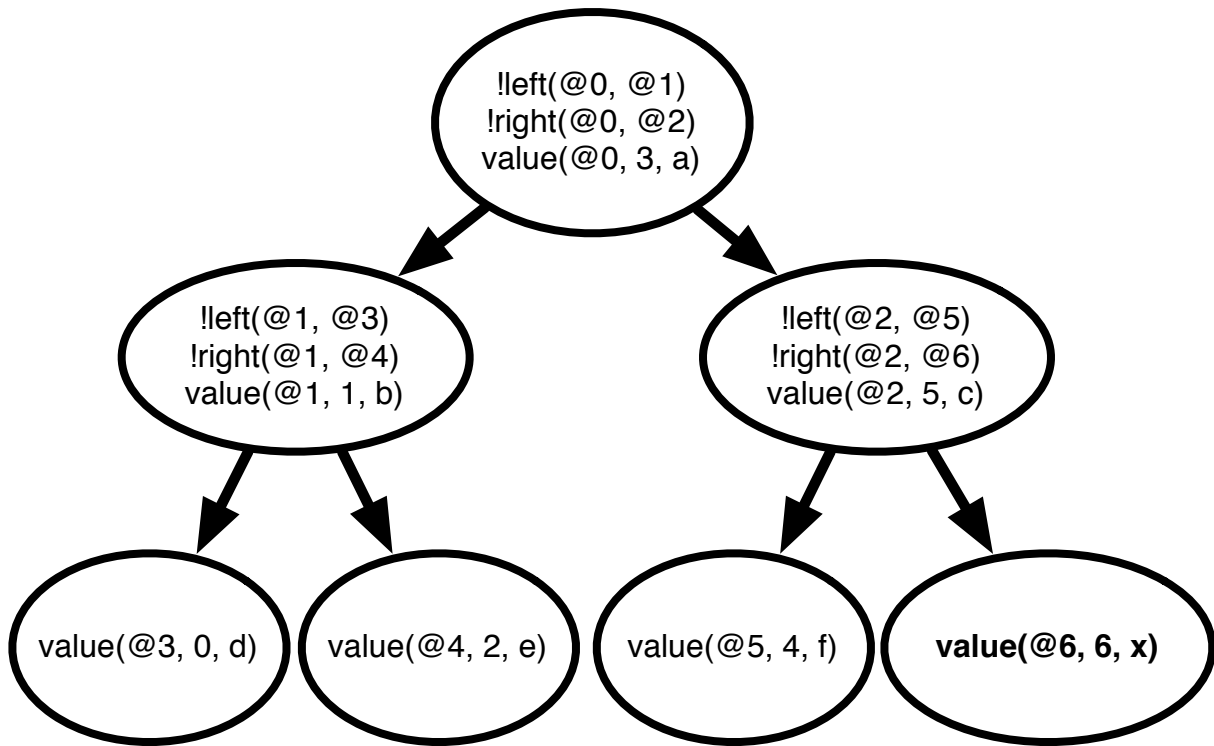 !left(@0, @1)
!right(@0, @2)
value(@0, 3, a)
!left(@1, @3)
!right(@1, @4)
value(@1, 1, b)
!left(@2, @5)
!right(@2, @6)
value(@2, 5, c)
value(@3, 0, d)
value(@4, 2, e)
value(@5, 4, f)
value(@6, 6, x)